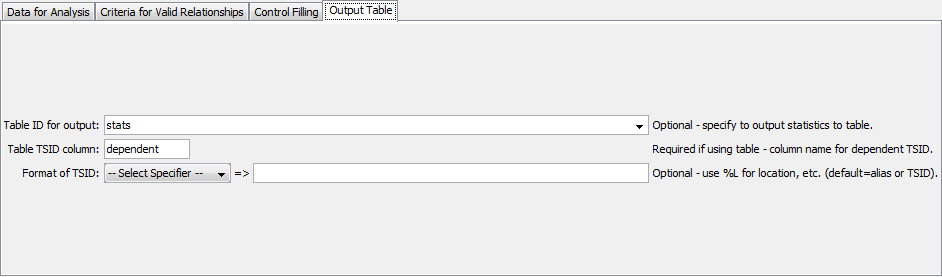 Data for Analysis Criteria for Valid Relationships Control Filling Output Table
Table ID for output: stats Optional - specify to output statistics to table.
Table TSID column: dependent Required if using table - column name for dependent TSID.
Format of TSID: -- Select Specifier -- => Optional - use %L for location, etc. (default=alias or TSID).